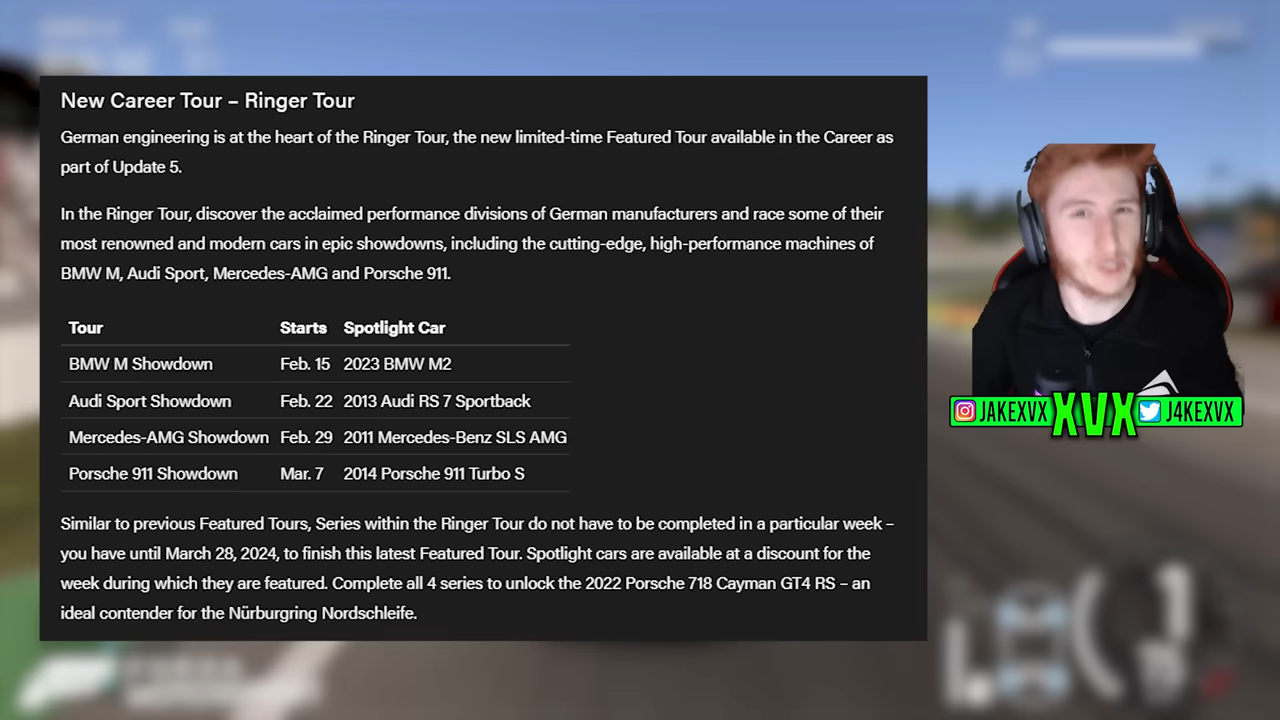 New Career Tour – Ringer Tour
German engineering is at the heart of the Ringer Tour, the new limited-time Featured Tour available in the Career as
part of Update 5.
In the Ringer Tour, discover the acclaimed performance divisions of German manufacturers and race some of their
most renowned and modern cars in epic showdowns, including the cutting-edge, high-performance machines of
BMW M, Audi Sport, Mercedes-AMG and Porsche 911.
Tour Starts Spotlight Car
BMW M Showdown Feb. 15 2023 BMW M2
Audi Sport Showdown Feb. 22 2013 Audi RS 7 Sportback
Mercedes-AMG Showdown Feb. 29 2011 Mercedes-Benz SLS AMG
Porsche 911 Showdown Mar. 7 2014 Porsche 911 Turbo S
Similar to previous Featured Tours, Series within the Ringer Tour do not have to be completed in a particular week –
you have until March 28, 2024, to finish this latest Featured Tour. Spotlight cars are available at a discount for the
week during which they are featured. Complete all 4 series to unlock the 2022 Porsche 718 Cayman GT4 RS – an
ideal contender for the Nürburgring Nordschleife.
JAKEXVX XVX J4KEXVX